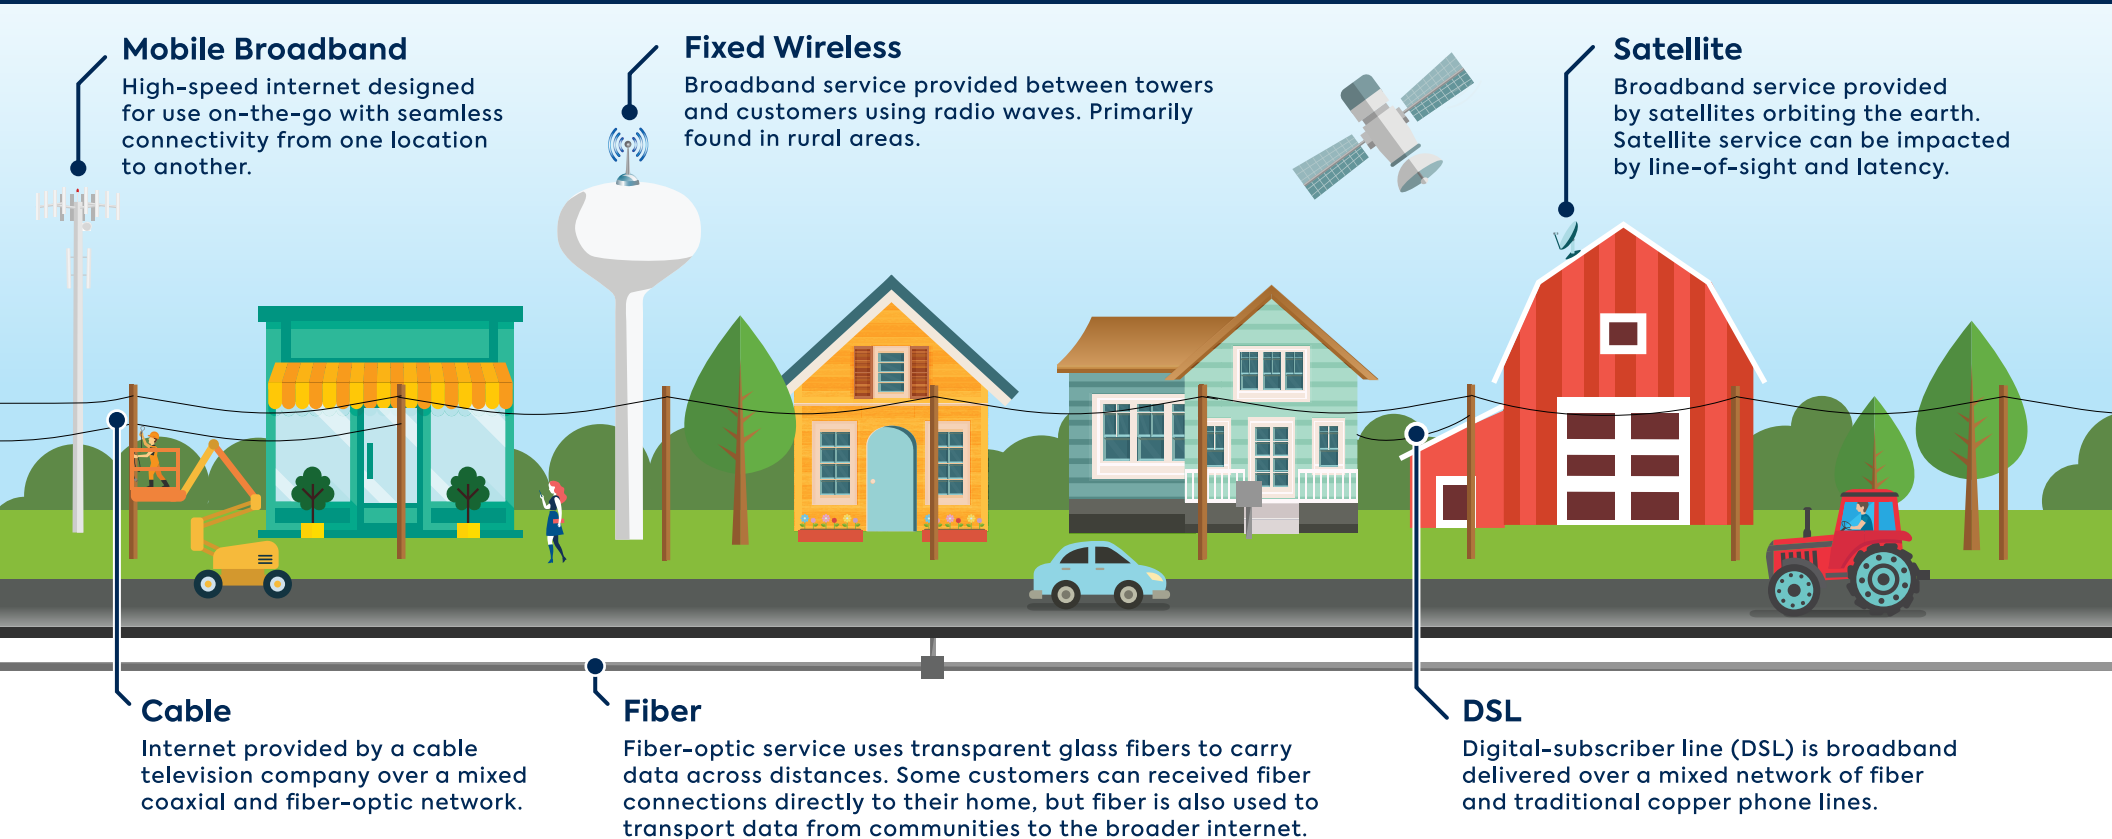 Mobile Broadband
High-speed internet designed
for use on-the-go with seamless
connectivity from one location
to another.
Fixed Wireless
Broadband service provided between towers
and customers using radio waves. Primarily
found in rural areas.
Satellite
Broadband service provided
by satellites orbiting the earth.
Satellite service can be impacted
by line-of-sight and latency.
Cable
Internet provided by a cable
television company over a mixed
coaxial and fiber-optic network.
Fiber
Fiber-optic service uses transparent glass fibers to carry
data across distances. Some customers can received fiber
connections directly to their home, but fiber is also used to
transport data from communities to the broader internet.
DSL
Digital-subscriber line (DSL) is broadband
delivered over a mixed network of fiber
and traditional copper phone lines.